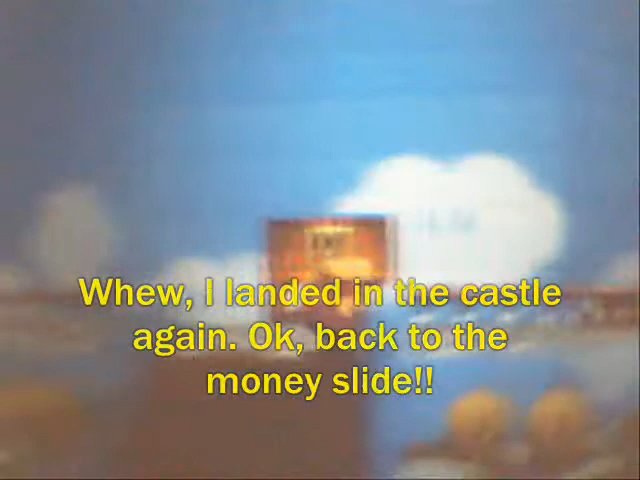 Whew, I landed in the castle
again. Ok, back to the
money slide!!